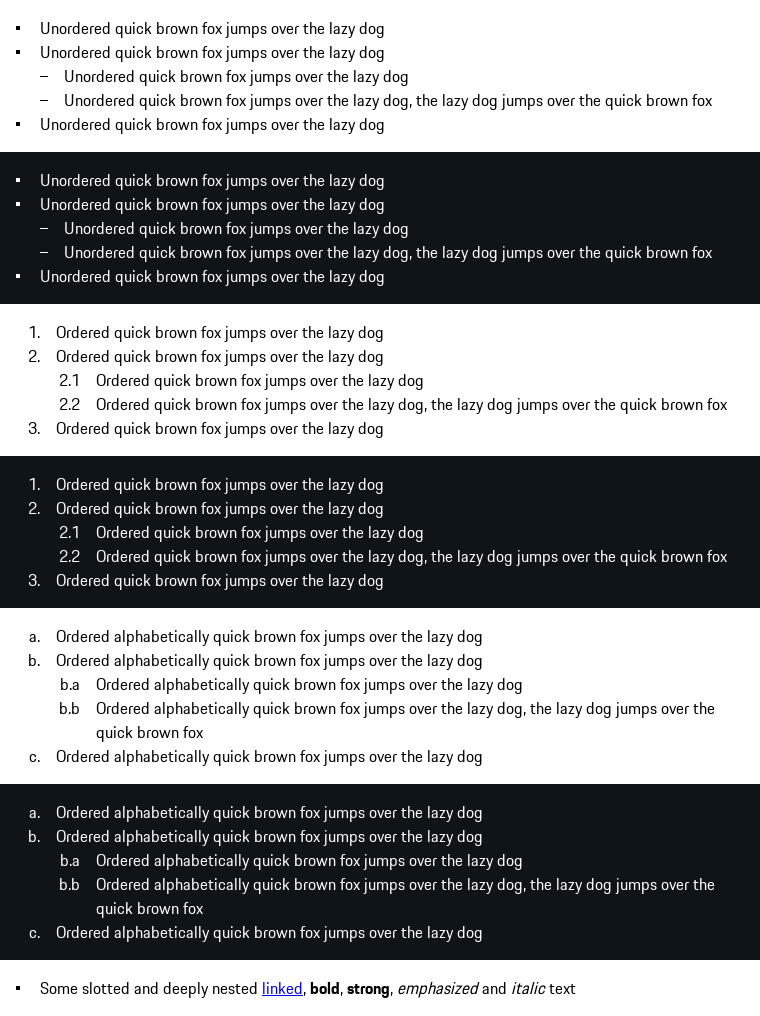 ▪ Unordered quick brown fox jumps over the lazy dog
▪ Unordered quick brown fox jumps over the lazy dog
– Unordered quick brown fox jumps over the lazy dog
– Unordered quick brown fox jumps over the lazy dog, the lazy dog jumps over the quick brown fox
▪ Unordered quick brown fox jumps over the lazy dog
▪ Unordered quick brown fox jumps over the lazy dog
▪ Unordered quick brown fox jumps over the lazy dog
– Unordered quick brown fox jumps over the lazy dog
– Unordered quick brown fox jumps over the lazy dog, the lazy dog jumps over the quick brown fox
▪ Unordered quick brown fox jumps over the lazy dog
1. Ordered quick brown fox jumps over the lazy dog
2. Ordered quick brown fox jumps over the lazy dog
2.1 Ordered quick brown fox jumps over the lazy dog
2.2 Ordered quick brown fox jumps over the lazy dog, the lazy dog jumps over the quick brown fox
3. Ordered quick brown fox jumps over the lazy dog
1. Ordered quick brown fox jumps over the lazy dog
2. Ordered quick brown fox jumps over the lazy dog
2.1 Ordered quick brown fox jumps over the lazy dog
2.2 Ordered quick brown fox jumps over the lazy dog, the lazy dog jumps over the quick brown fox
3. Ordered quick brown fox jumps over the lazy dog
a. Ordered alphabetically quick brown fox jumps over the lazy dog
b. Ordered alphabetically quick brown fox jumps over the lazy dog
b.a Ordered alphabetically quick brown fox jumps over the lazy dog
b.b Ordered alphabetically quick brown fox jumps over the lazy dog, the lazy dog jumps over the
quick brown fox
c. Ordered alphabetically quick brown fox jumps over the lazy dog
a. Ordered alphabetically quick brown fox jumps over the lazy dog
b. Ordered alphabetically quick brown fox jumps over the lazy dog
b.a Ordered alphabetically quick brown fox jumps over the lazy dog
b.b Ordered alphabetically quick brown fox jumps over the lazy dog, the lazy dog jumps over the
quick brown fox
c. Ordered alphabetically quick brown fox jumps over the lazy dog
▪ Some slotted and deeply nested linked, bold, strong, emphasized and italic text